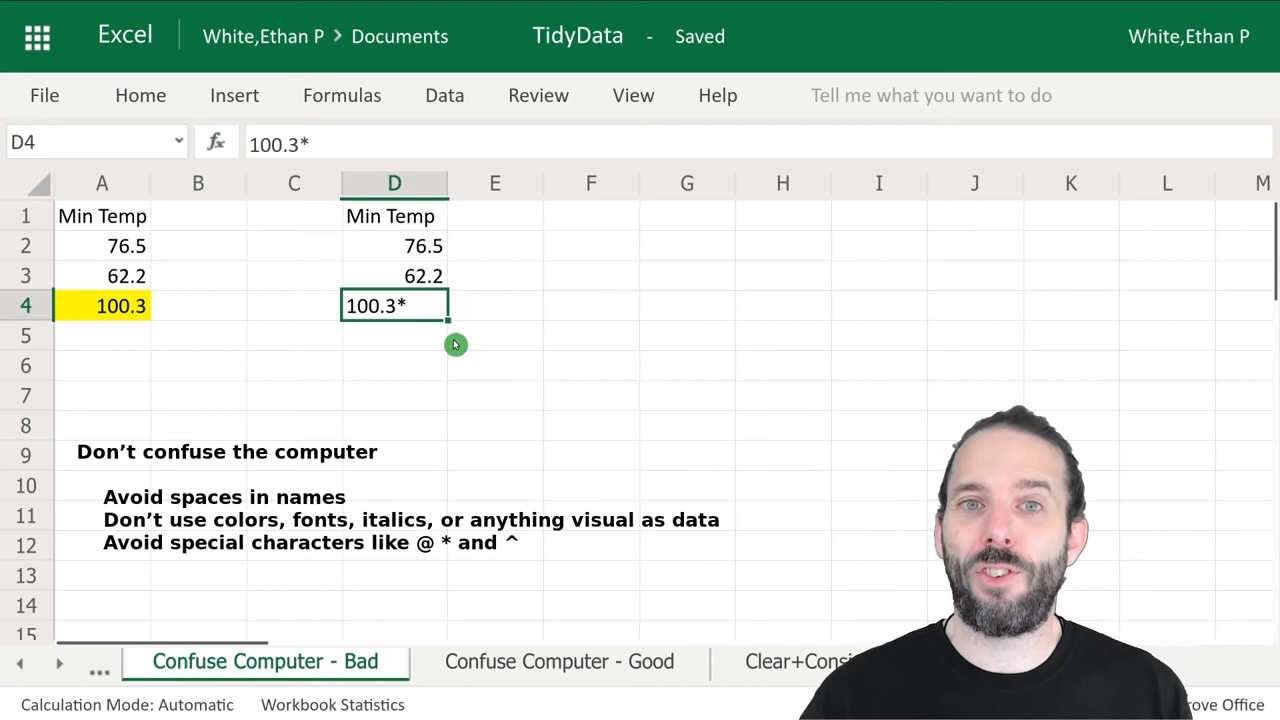 Excel White,Ethan P > Documents TidyData - Saved White,Ethan P
File Home Insert Formulas Data Review View Help Tell me what you want to do
D4 fx 100.3*
A B C D E F G H I J K L M
1 Min Temp Min Temp
2 76.5 76.5
3 62.2 62.2
4 100.3 100.3*
5
6
7
8
9
Don’t confuse the computer
10
Avoid spaces in names
11
Don’t use colors, fonts, italics, or anything visual as data
12
Avoid special characters like @ * and ^
13
14
15
... Confuse Computer - Bad Confuse Computer - Good
Calculation Mode: Automatic Workbook Statistics Office